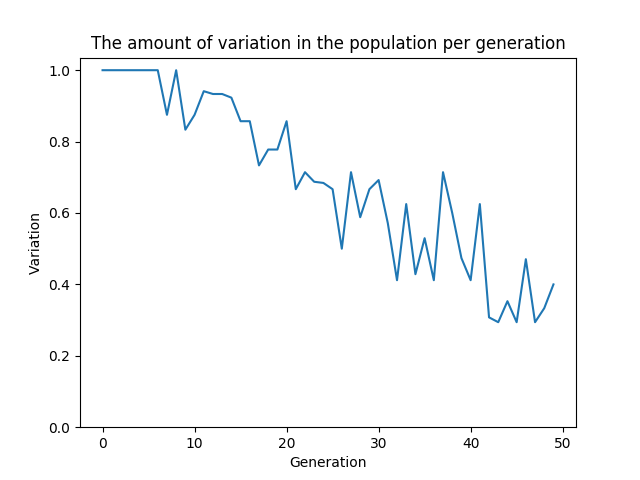 The amount of variation in the population per generation
1.0
0.8
0.6
0.4
0.2
0.0
Variation
0 10 20 30 40 50
Generation